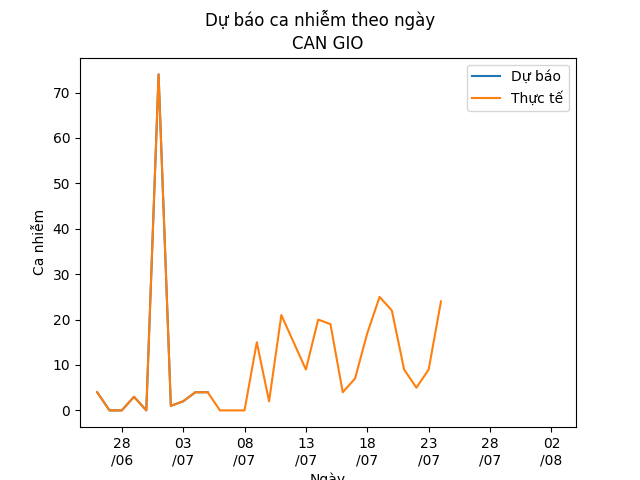 Dự báo ca nhiễm theo ngày
CAN GIO
Dự báo
Thực tế
Ca nhiễm
70
60
50
40
30
20
10
0
28 03 08 13 18 23 28 02
/06 /07 /07 /07 /07 /07 /07 /08
Ngày